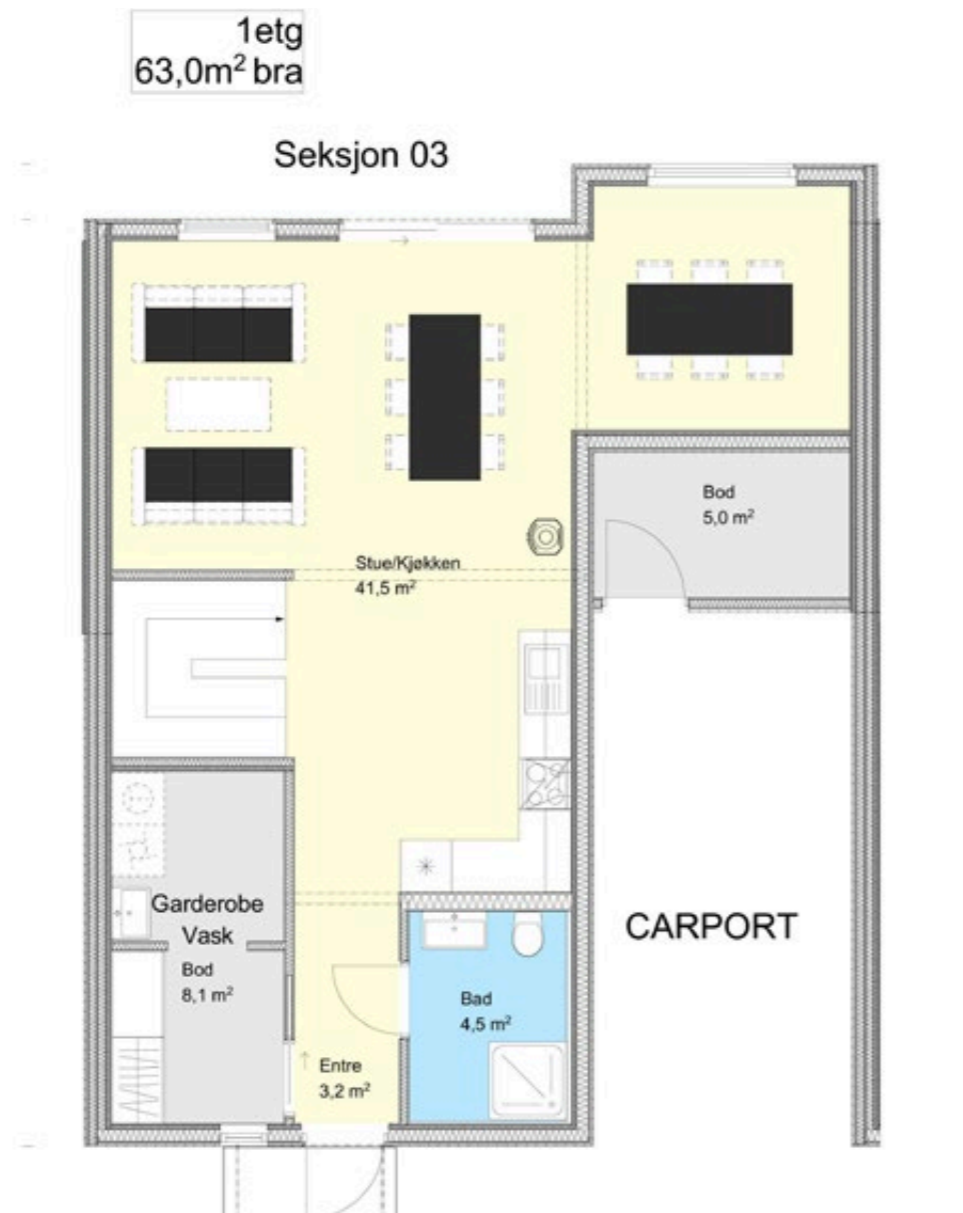 1etg
63,0m² bra
Seksjon 03
Bod
5,0 m²
Stue/Kjøkken
41,5 m²
Garderobe
Vask
Bod
8,1 m²
CARPORT
Bad
4,5 m²
Entre
3,2 m²